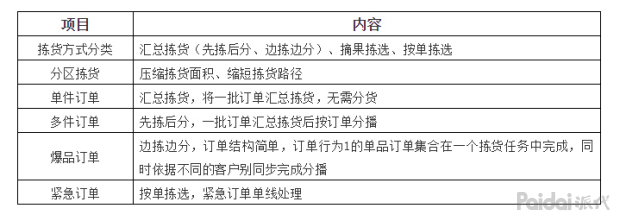 项目 内容
拣货方式分类 汇总拣货（先拣后分、边拣边分）、摘果拣选、按单拣选
分区拣货 压缩拣货面积、缩短拣货路径
单件订单 汇总拣货，将一批订单汇总拣货，无需分货
多件订单 先拣后分，一批订单汇总拣货后按订单分播
爆品订单 边拣边分，订单结构简单，订单行为1的单品订单集合在一个拣货任务中完成，同
时依据不同的客户别同步完成分播
紧急订单 按单拣选，紧急订单单线处理
Paidai派代